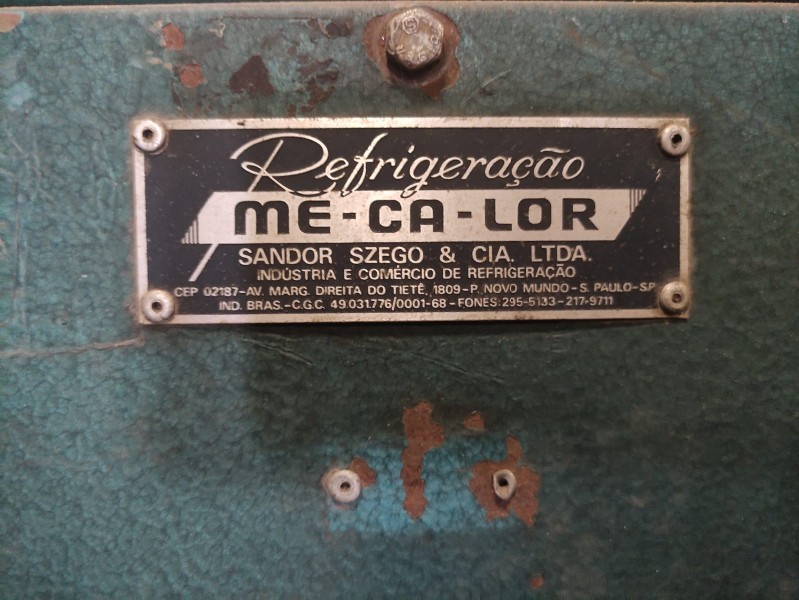 Refrigeração
ME-CA-LOR
SANDOR SZEGO & CIA. LTDA.
INDÚSTRIA E COMÉRCIO DE REFRIGERAÇÃO
CEP 02187-AV. MARG. DIREITA DO TIETÊ, 1809-P. NOVO MUNDO-S. PAULO-SP
IND. BRAS.-C.G.C. 49.031.776/0001-68-FONES: 295-5133-217-9711